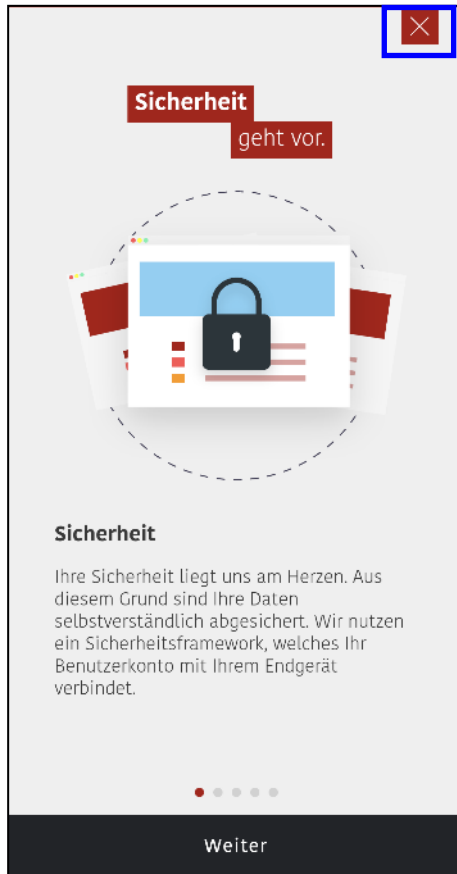 Sicherheit
geht vor.
Sicherheit
Ihre Sicherheit liegt uns am Herzen. Aus
diesem Grund sind Ihre Daten
selbstverständlich abgesichert. Wir nutzen
ein Sicherheitsframework, welches Ihr
Benutzerkonto mit Ihrem Endgerät
verbindet.
Weiter